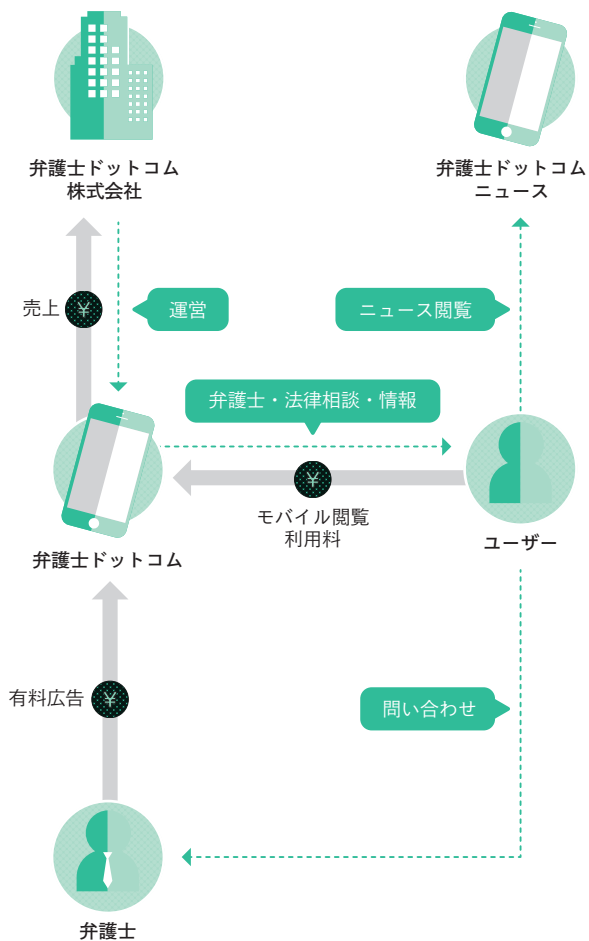 弁護士ドットコム
株式会社
弁護士ドットコム
ニュース
売上
¥
運営
ニュース閲覧
弁護士・法律相談・情報
¥
モバイル閲覧
利用料
弁護士ドットコム
ユーザー
有料広告
¥
問い合わせ
弁護士